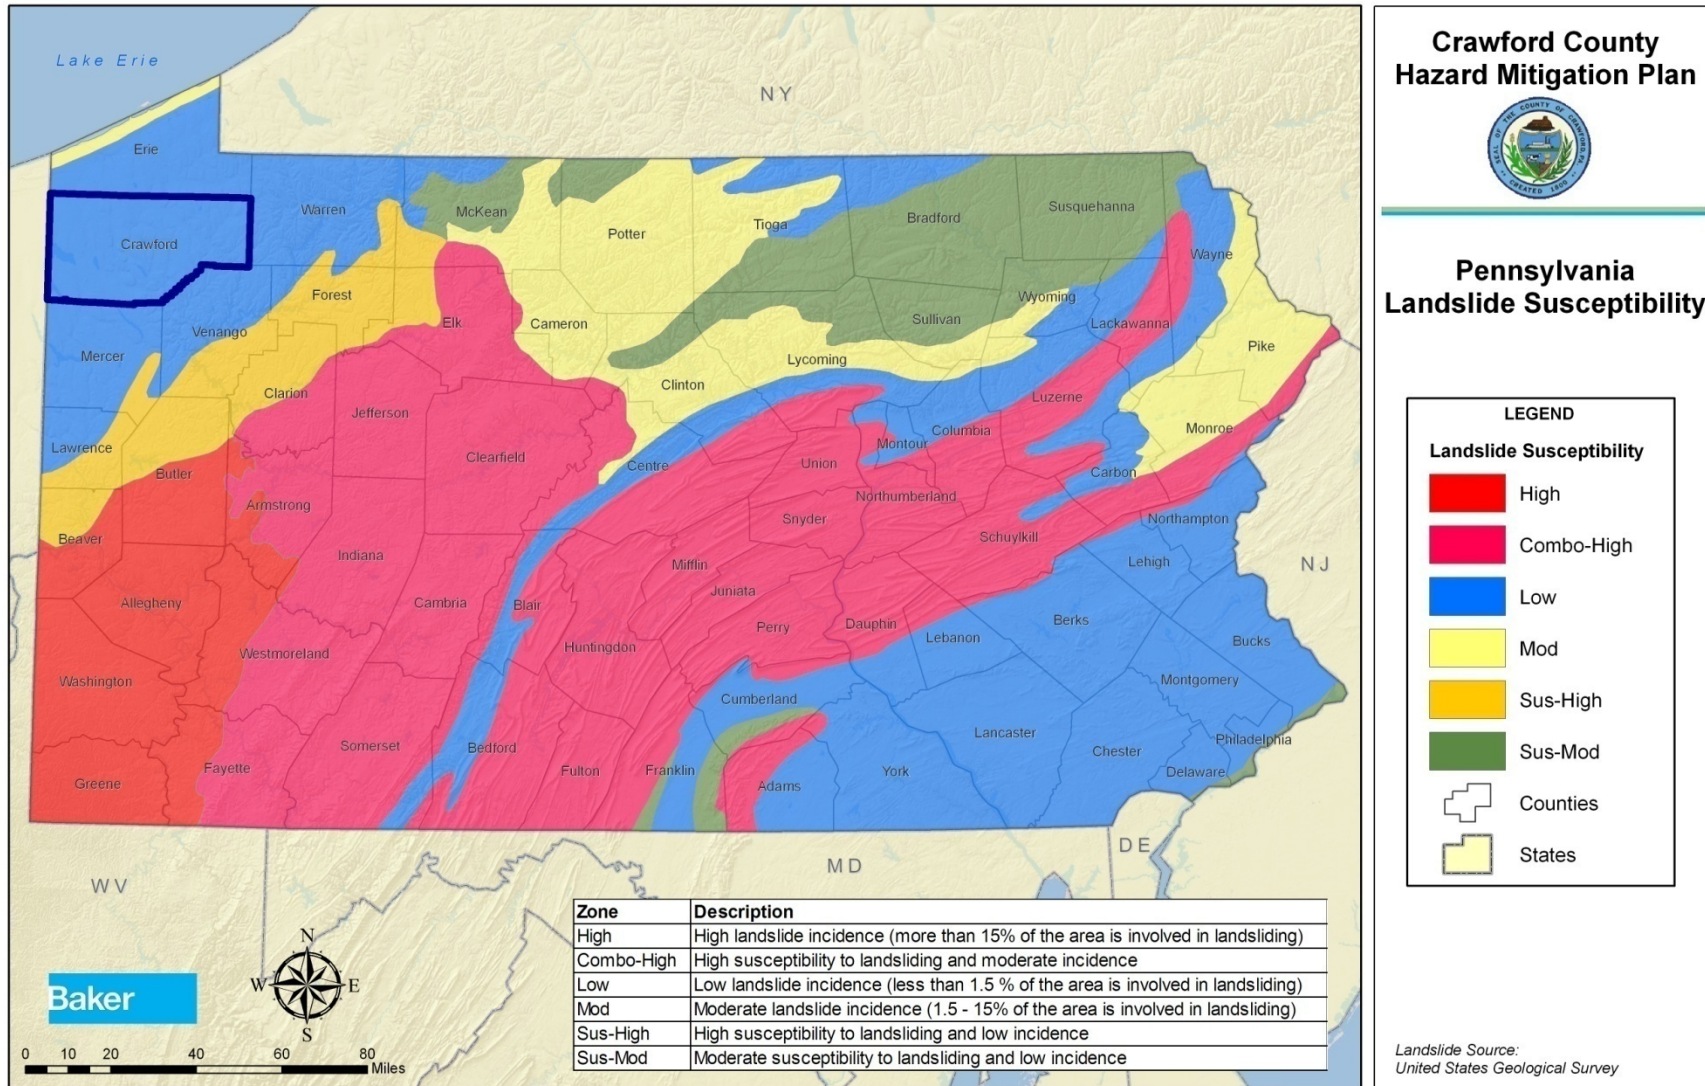 Lake Erie
NY
Erie
Warren
McKean
Potter
Tioga
Bradford
Susquehanna
Crawford
Wayne
Forest
Elk
Cameron
Sullivan
Wyoming
Lackawanna
Venango
Mercer
Clarion
Clinton
Lycoming
Pike
Jefferson
Luzerne
Lawrence
Butler
Clearfield
Centre
Union
Montour
Columbia
Monroe
Carbon
Armstrong
Northumberland
Snyder
Northampton
Beaver
Indiana
Schuylkill
Lehigh
NJ
Mifflin
Allegheny
Cambria
Blair
Juniata
Perry
Dauphin
Lebanon
Berks
Bucks
Westmoreland
Huntingdon
Washington
Cumberland
Montgomery
Somerset
Bedford
Lancaster
Philadelphia
Greene
Fayette
Fulton
Franklin
Adams
York
Chester
Delaware
WV
MD
DE
Zone Description
High High landslide incidence (more than 15% of the area is involved in landsliding)
Combo-High High susceptibility to landsliding and moderate incidence
Low Low landslide incidence (less than 1.5 % of the area is involved in landsliding)
Mod Moderate landslide incidence (1.5 - 15% of the area is involved in landsliding)
Sus-High High susceptibility to landsliding and low incidence
Sus-Mod Moderate susceptibility to landsliding and low incidence
Baker
N
W E
S
0 10 20 40 60 80
Miles
Crawford County
Hazard Mitigation Plan
SEAL OF THE COUNTY OF CRAWFORD, PA
CREATED 1800
Pennsylvania
Landslide Susceptibility
LEGEND
Landslide Susceptibility
High
Combo-High
Low
Mod
Sus-High
Sus-Mod
Counties
States
Landslide Source:
United States Geological Survey